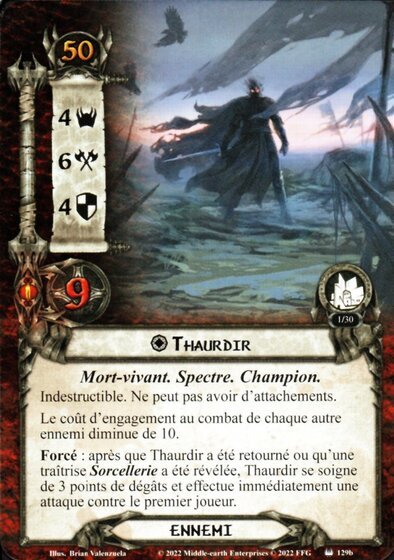 50
4
6
4
9
1/30
THAURDIR
Mort-vivant. Spectre. Champion.
Indestructible. Ne peut pas avoir d'attachements.
Le coût d'engagement au combat de chaque autre
ennemi diminue de 10.
Forcé : après que Thaurdir a été retourné ou qu'une
traîtrise Sorcellerie a été révélée, Thaurdir se soigne
de 3 points de dégâts et effectue immédiatement une
attaque contre le premier joueur.
ENNEMI
Illus. Brian Valenzuela © 2022 Middle-earth Enterprises © 2022 FFG 129b